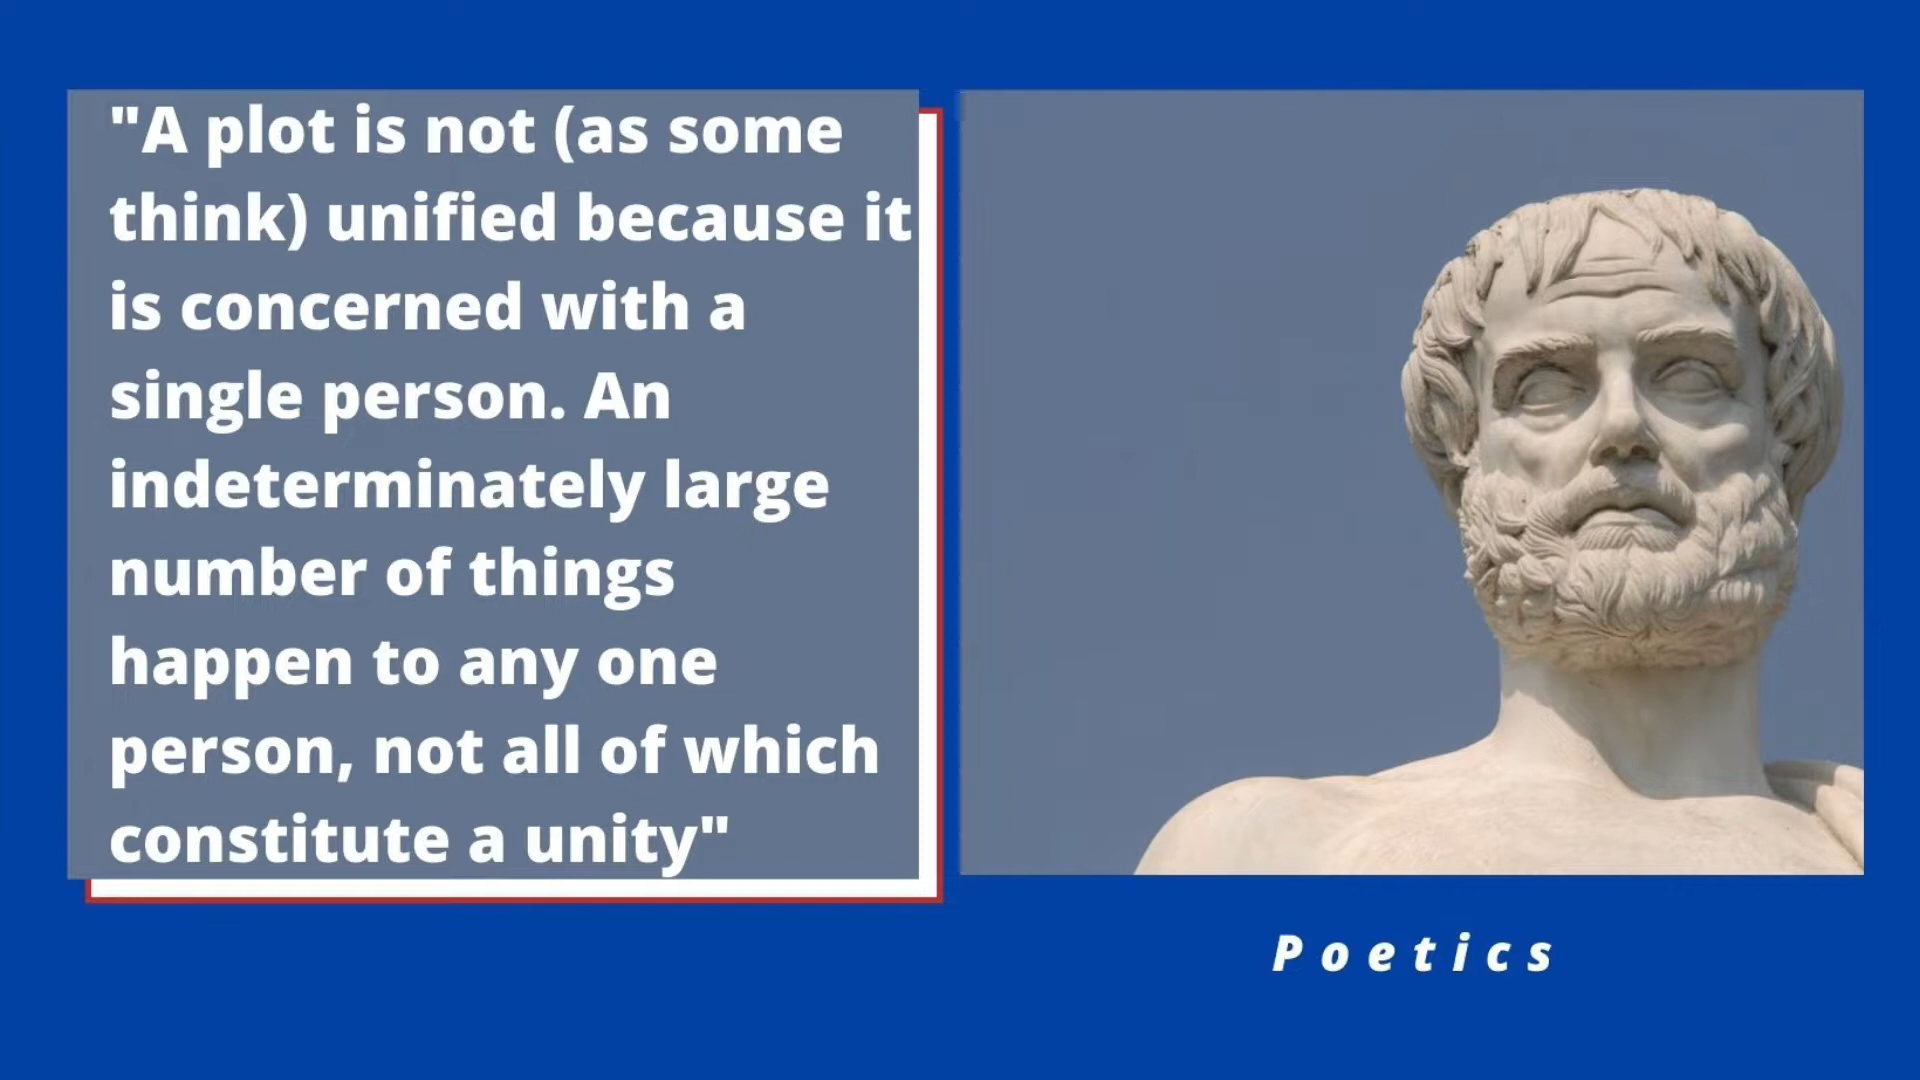 "A plot is not (as some
think) unified because it
is concerned with a
single person. An
indeterminately large
number of things
happen to any one
person, not all of which
constitute a unity"
Poetics